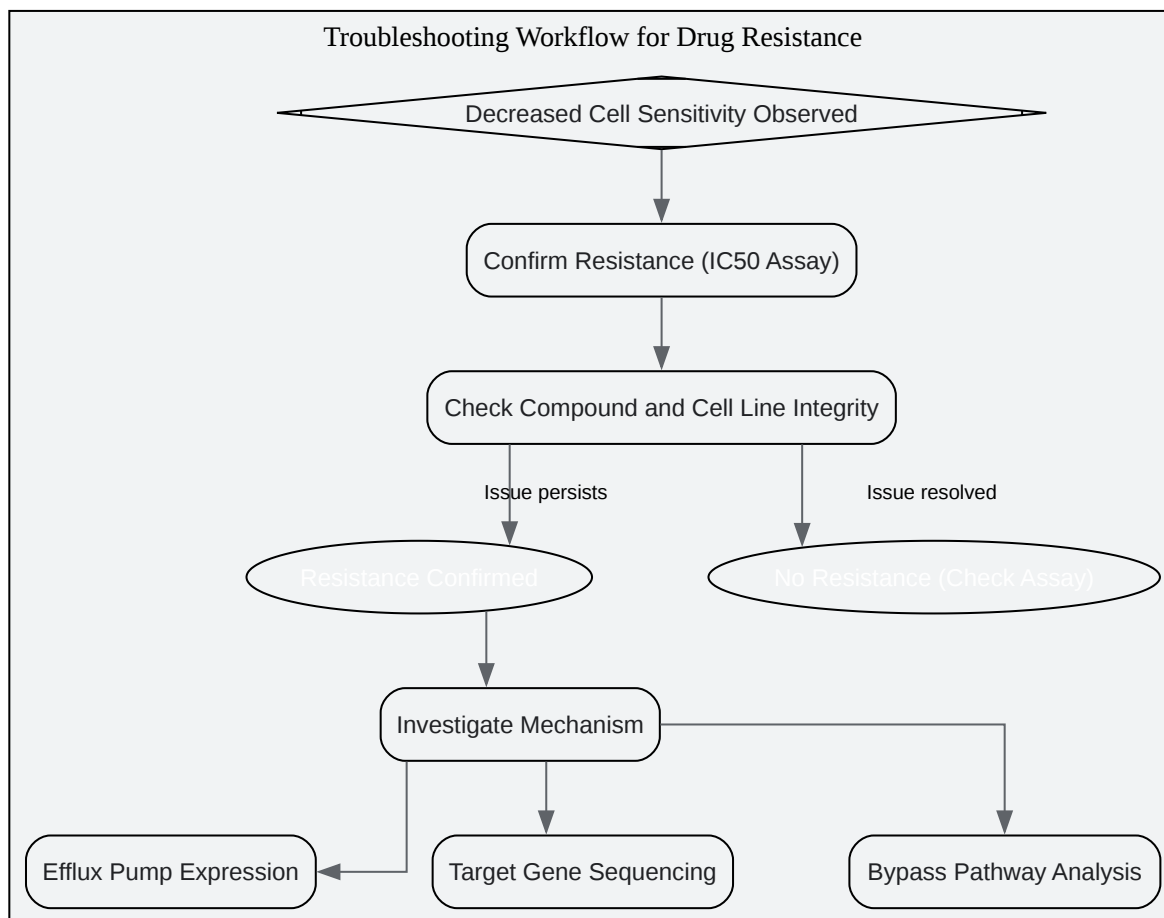 Troubleshooting Workflow for Drug Resistance
Decreased Cell Sensitivity Observed
Confirm Resistance (IC50 Assay)
Check Compound and Cell Line Integrity
Issue persists
Issue resolved
Resistance Confirmed
No Resistance (Check Assay)
Investigate Mechanism
Efflux Pump Expression
Target Gene Sequencing
Bypass Pathway Analysis